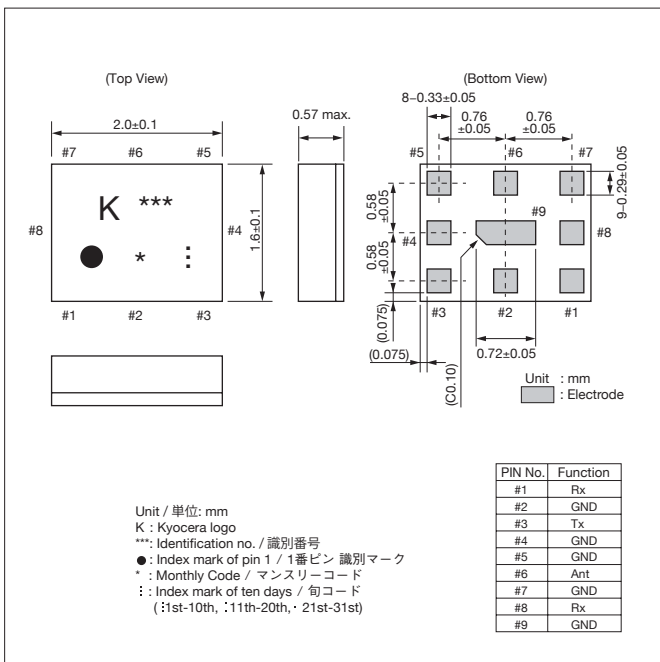 (Top View)
2.0±0.1
#7 #6 #5
K ***
#8
#4
●
*
⋮
1.6±0.1
#1 #2 #3
0.57 max.
(Bottom View)
8–0.33±0.05
0.76
±0.05
0.76
±0.05
#5 #6 #7
9–0.29±0.05
0.58
±0.05
#9
#4
#8
0.58
±0.05
#3 #2 #1
(0.075)
(0.075)
0.72±0.05
(C0.10)
Unit : mm
: Electrode
Unit / 単位: mm
K : Kyocera logo
***: Identification no. / 識別番号
●: Index mark of pin 1 / 1番ピン 識別マーク
* : Monthly Code / マンスリーコード
⋮ : Index mark of ten days / 旬コード
(⋮1st-10th, :11th-20th, · 21st-31st)
PIN No. Function
#1 Rx
#2 GND
#3 Tx
#4 GND
#5 GND
#6 Ant
#7 GND
#8 Rx
#9 GND